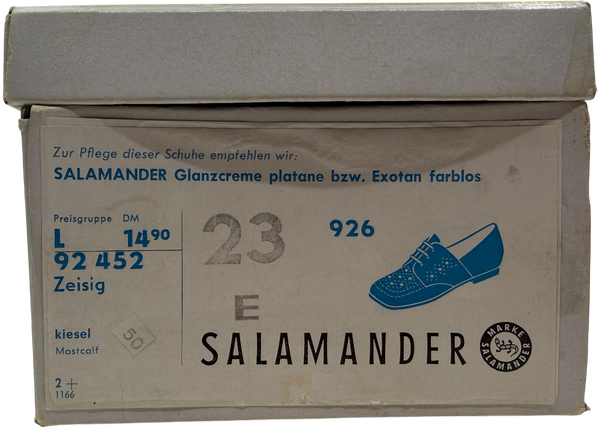 Zur Pflege dieser Schuhe empfehlen wir:
SALAMANDER Glanzcreme platane bzw. Exotan farblos
Preisgruppe DM
L 14 90
92 452
Zeisig
kiesel
Mastcalf
50
2+
1166
23
E
926
SALAMANDER
MARKE
SALAMANDER